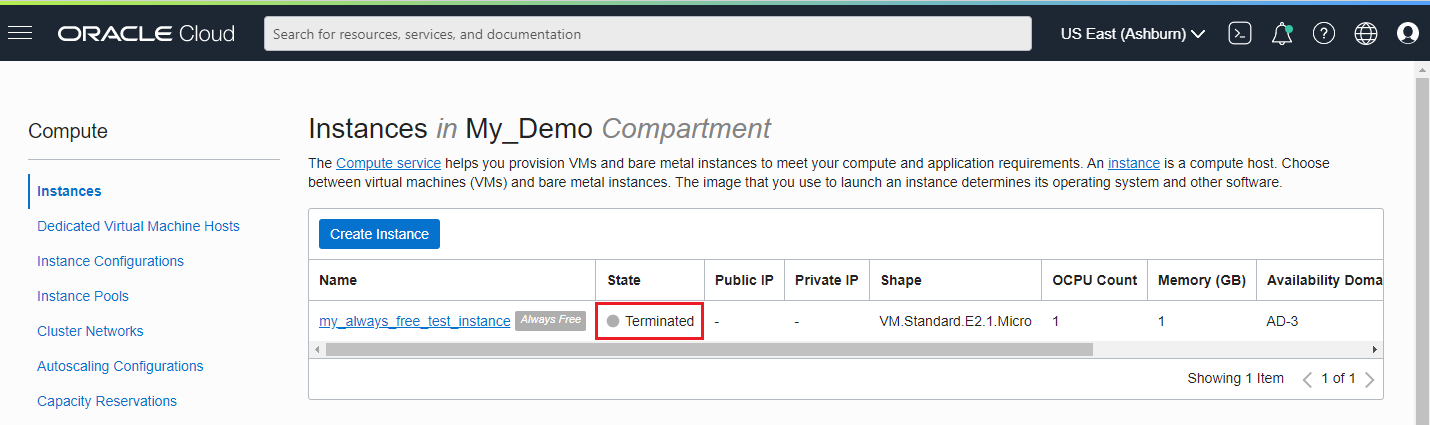 ORACLE Cloud
Search for resources, services, and documentation
US East (Ashburn)
Compute
Instances
Dedicated Virtual Machine Hosts
Instance Configurations
Instance Pools
Cluster Networks
Autoscaling Configurations
Capacity Reservations
Instances in My_Demo Compartment
The Compute service helps you provision VMs and bare metal instances to meet your compute and application requirements. An instance is a compute host. Choose
between virtual machines (VMs) and bare metal instances. The image that you use to launch an instance determines its operating system and other software.
Create Instance
Name State Public IP Private IP Shape OCPU Count Memory (GB) Availability Doma
my_always_free_test_instance Always Free Terminated - - VM.Standard.E2.1.Micro 1 1 AD-3
Showing 1 Item 1 of 1